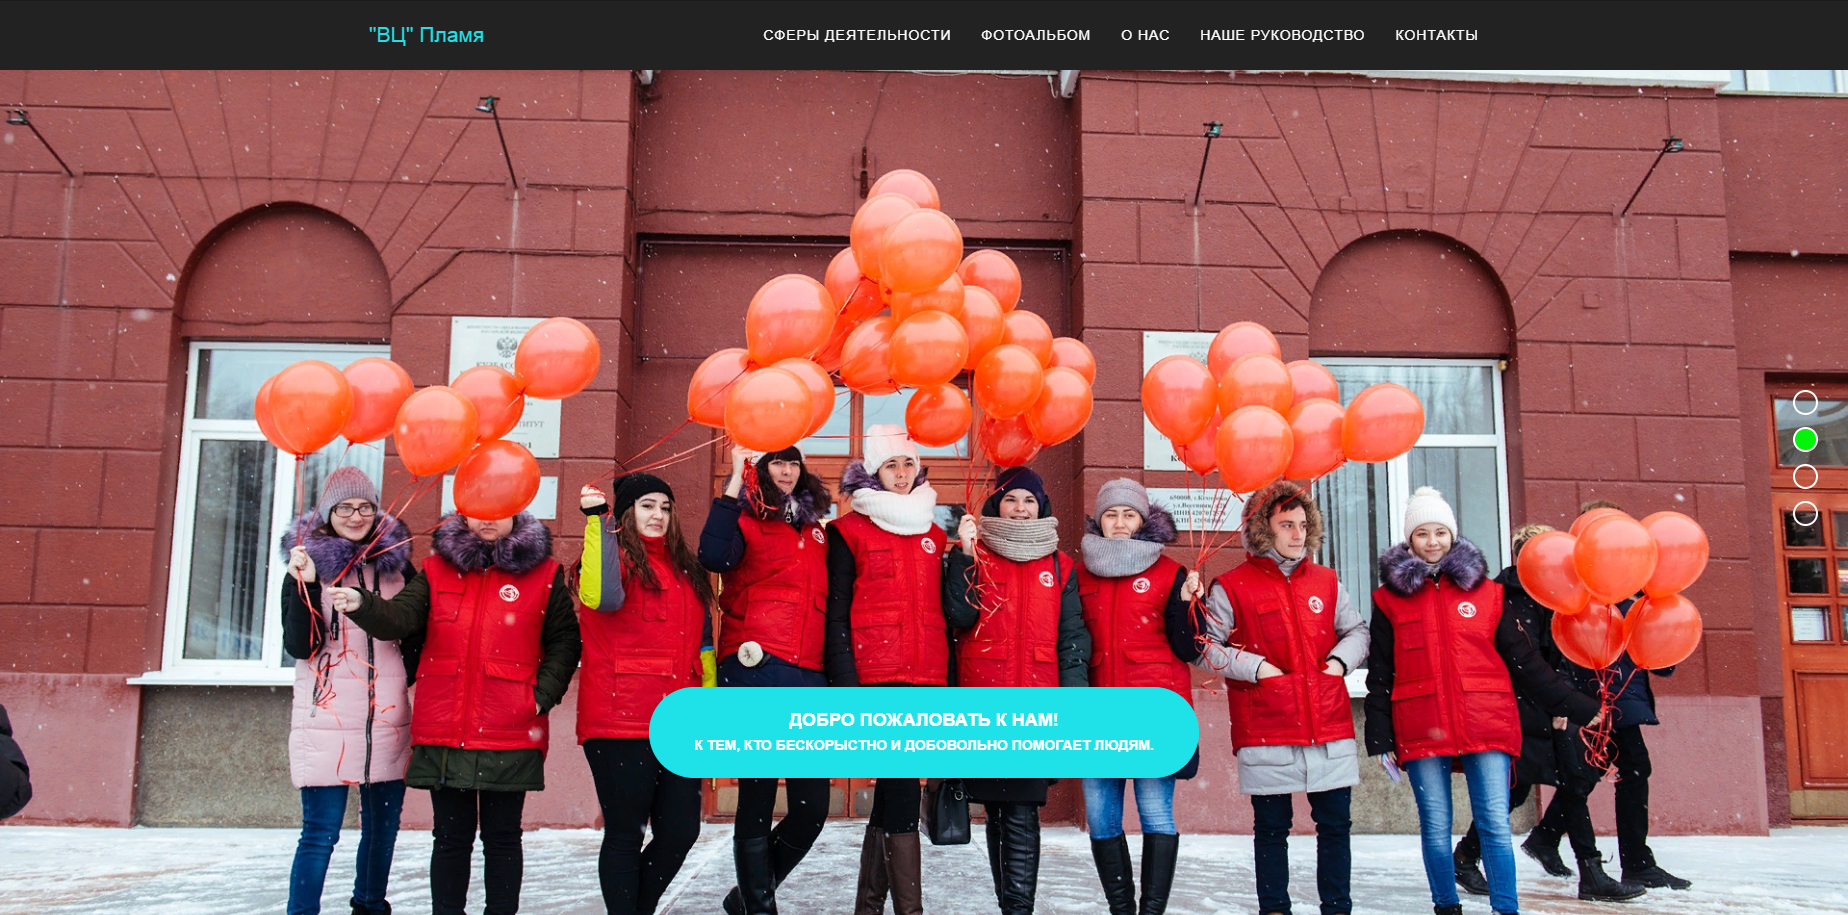 "ВЦ" Пламя
СФЕРЫ ДЕЯТЕЛЬНОСТИ
ФОТОАЛЬБОМ
О НАС
НАШЕ РУКОВОДСТВО
КОНТАКТЫ
ДОБРО ПОЖАЛОВАТЬ К НАМ!
К ТЕМ, КТО БЕСКОРЫСТНО И ДОБОВОЛЬНО ПОМОГАЕТ ЛЮДЯМ.